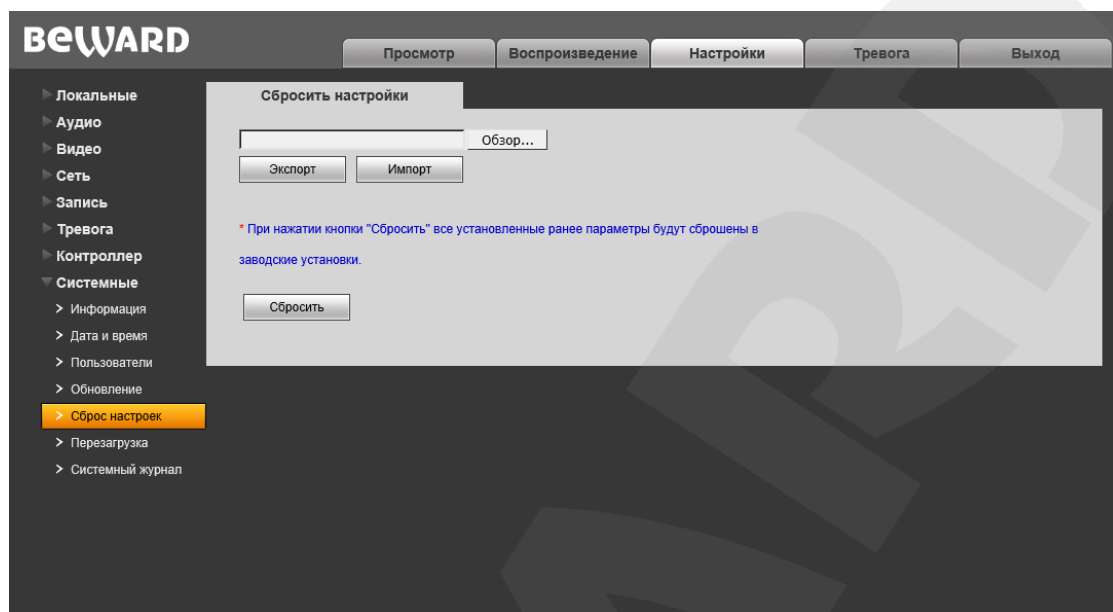 BEWARD
Просмотр Воспроизведение Настройки Тревога Выход
Локальные
Аудио
Видео
Сеть
Запись
Тревога
Контроллер
Системные
> Информация
> Дата и время
> Пользователи
> Обновление
> Сброс настроек
> Перезагрузка
> Системный журнал
Сбросить настройки
Обзор...
Экспорт Импорт
* При нажатии кнопки "Сбросить" все установленные ранее параметры будут сброшены в
заводские установки.
Сбросить